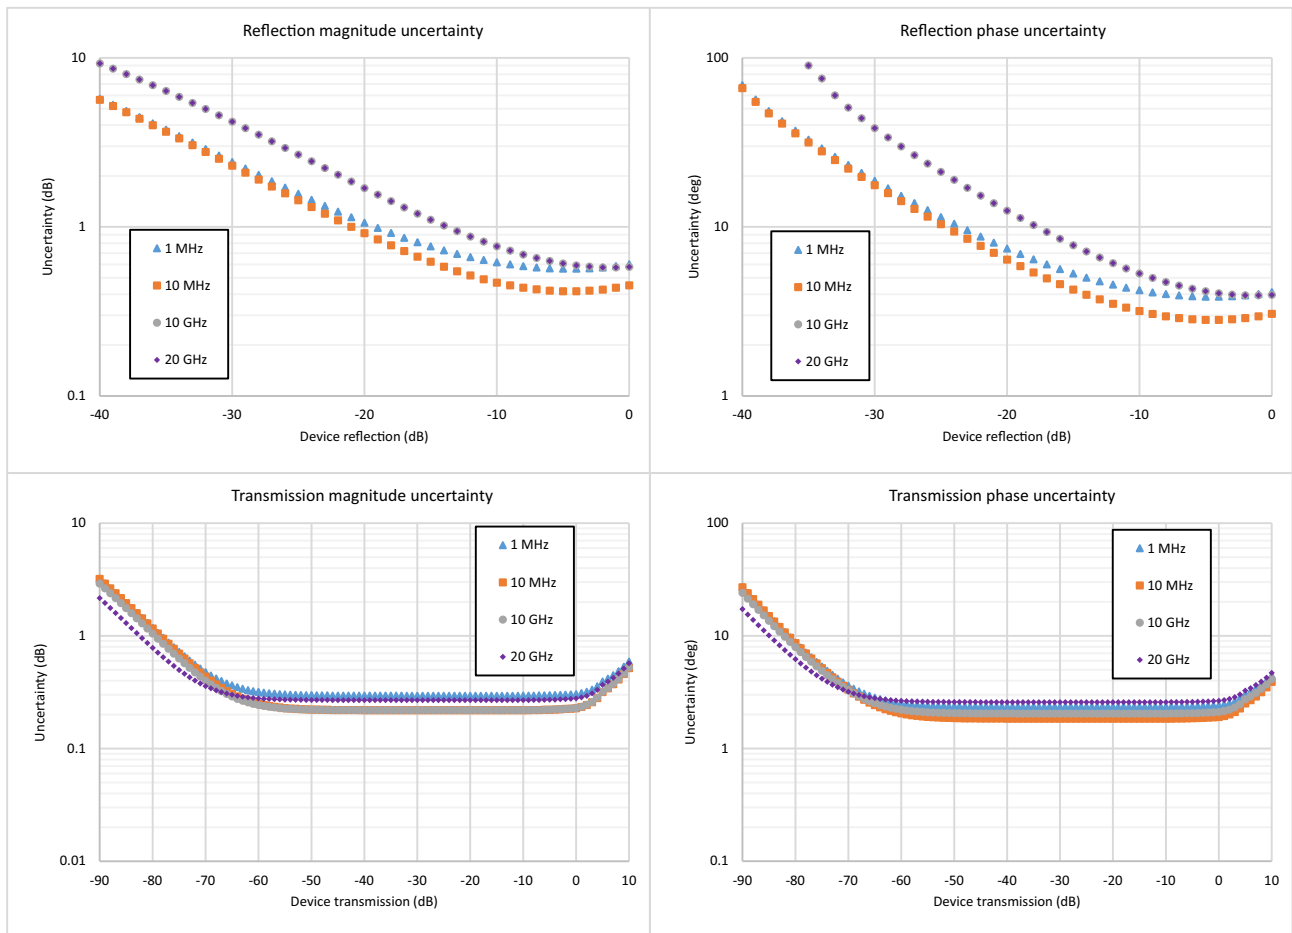 Reflection magnitude uncertainty
10
1
0.1
Uncertainty (dB)
1 MHz
10 MHz
10 GHz
20 GHz
-40 -30 -20 -10 0
Device reflection (dB)
Reflection phase uncertainty
100
10
1
Uncertainty (deg)
1 MHz
10 MHz
10 GHz
20 GHz
-40 -30 -20 -10 0
Device reflection (dB)
Transmission magnitude uncertainty
10
1
0.1
0.01
Uncertainty (dB)
1 MHz
10 MHz
10 GHz
20 GHz
-90 -80 -70 -60 -50 -40 -30 -20 -10 0 10
Device transmission (dB)
Transmission phase uncertainty
100
10
1
0.1
Uncertainty (deg)
1 MHz
10 MHz
10 GHz
20 GHz
-90 -80 -70 -60 -50 -40 -30 -20 -10 0 10
Device transmission (dB)